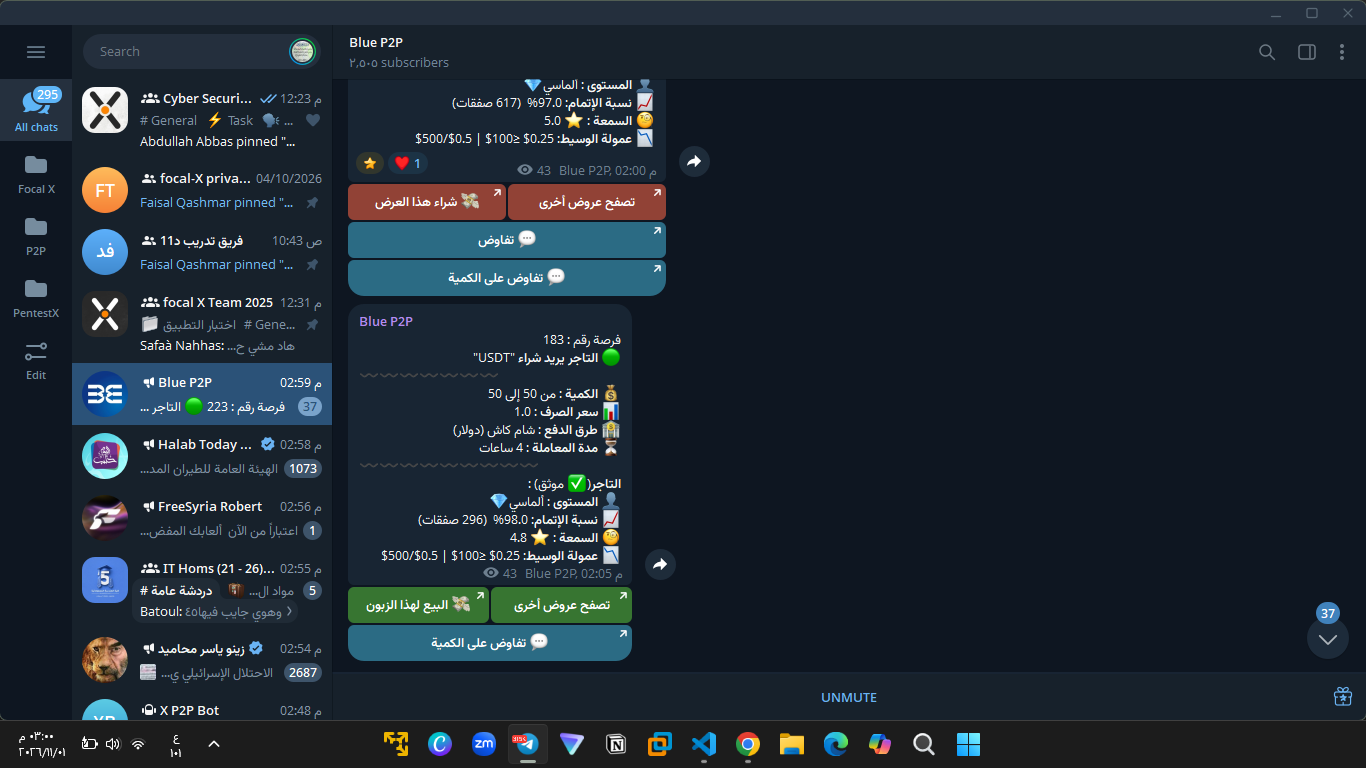 Search
295
All chats
Focal X
P2P
PentestX
Edit
Cyber Securi... 12:23 م
# General ⚡ Task 🗣 ...
Abdullah Abbas pinned "...
FT
focal-X priva... 04/10/2026
Faisal Qashmar pinned "...
فد
فريق تدريب د11 10:43 ص
Faisal Qashmar pinned "...
focal X Team 2025 12:31 م
اختبار التطبيق # Gene...
Safaà Nahhas: هاد مشي ح...
Blue P2P 02:59 م
فرصة رقم : 223 🟢 التاجر ... 37
Halab Today ... 02:58 م
الهيئة العامة للطيران المد... 1073
FreeSyria Robert 02:56 م
اعتباراً من الآن ألعابك المفض... 1
IT Homs (21 - 26)... 02:55 م
# دردشة عامة مواد ال... 5
Batoul: وهوي جايب فيها٤٥
زينو ياسر محاميد 02:54 م
الاحتلال الإسرائيلي ي... 2687
X P2P Bot 02:48 م
Blue P2P
٢,٥٠٥ subscribers
👤 المستوى : ألماسي💎
📈 نسبة الإتمام: 97.0% (617 صفقات)
🧐 السمعة : ⭐ 5.0
📉 عمولة الوسيط: 0.25$ ≥100$ | 0.5$/500$
⭐ ❤ 1
43 Blue P2P, 02:00 م
💸 شراء هذا العرض
تصفح عروض أخرى
💬 تفاوض
💬 تفاوض على الكمية
Blue P2P
فرصة رقم : 183
🟢 التاجر يريد شراء "USDT"
💰 الكمية : من 50 إلى 50
📊 سعر الصرف : 1.0
🏦 طرق الدفع : شام كاش (دولار)
⏳ مدة المعاملة : 4 ساعات
التاجر(✅ موثق) :
👤 المستوى : ألماسي💎
📈 نسبة الإتمام: 98.0% (296 صفقات)
🧐 السمعة : ⭐ 4.8
📉 عمولة الوسيط: 0.25$ ≥100$ | 0.5$/500$
43 Blue P2P, 02:05 م
💸 البيع لهذا الزبون
تصفح عروض أخرى
💬 تفاوض على الكمية
37
UNMUTE
٠٣:٠٠ م
٢٠٢٦/١١/٠١
ع
١٠١
zm